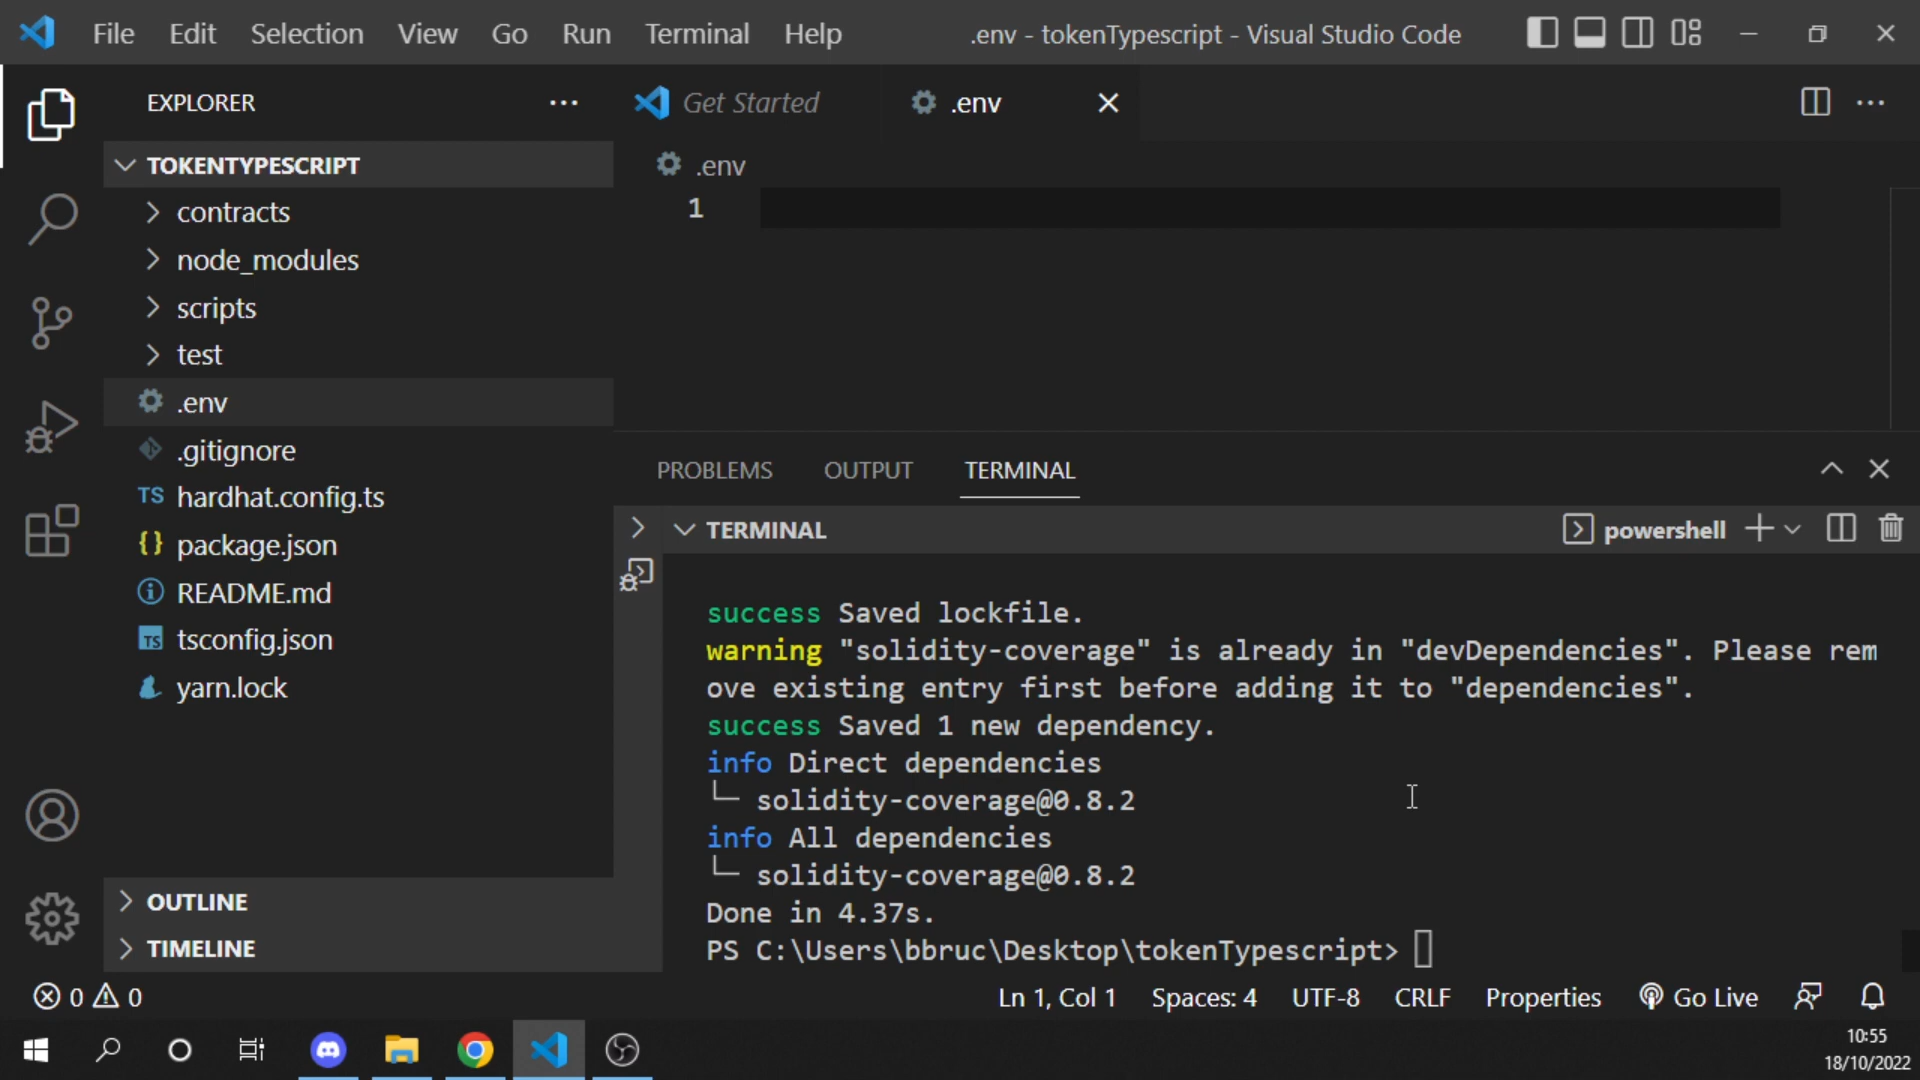 File Edit Selection View Go Run Terminal Help .env - tokenTypescript - Visual Studio Code
EXPLORER
Get Started
.env
TOKENTYPESCRIPT
contracts
node_modules
scripts
test
.env
.gitignore
TS hardhat.config.ts
{} package.json
README.md
TS tsconfig.json
yarn.lock
OUTLINE
TIMELINE
.env
1
PROBLEMS OUTPUT TERMINAL
TERMINAL
powershell
success Saved lockfile.
warning "solidity-coverage" is already in "devDependencies". Please rem
ove existing entry first before adding it to "dependencies".
success Saved 1 new dependency.
info Direct dependencies
└─ solidity-coverage@0.8.2
info All dependencies
└─ solidity-coverage@0.8.2
Done in 4.37s.
PS C:\Users\bbruc\Desktop\tokenTypescript>
0 0
Ln 1, Col 1 Spaces: 4 UTF-8 CRLF Properties Go Live
10:55
18/10/2022